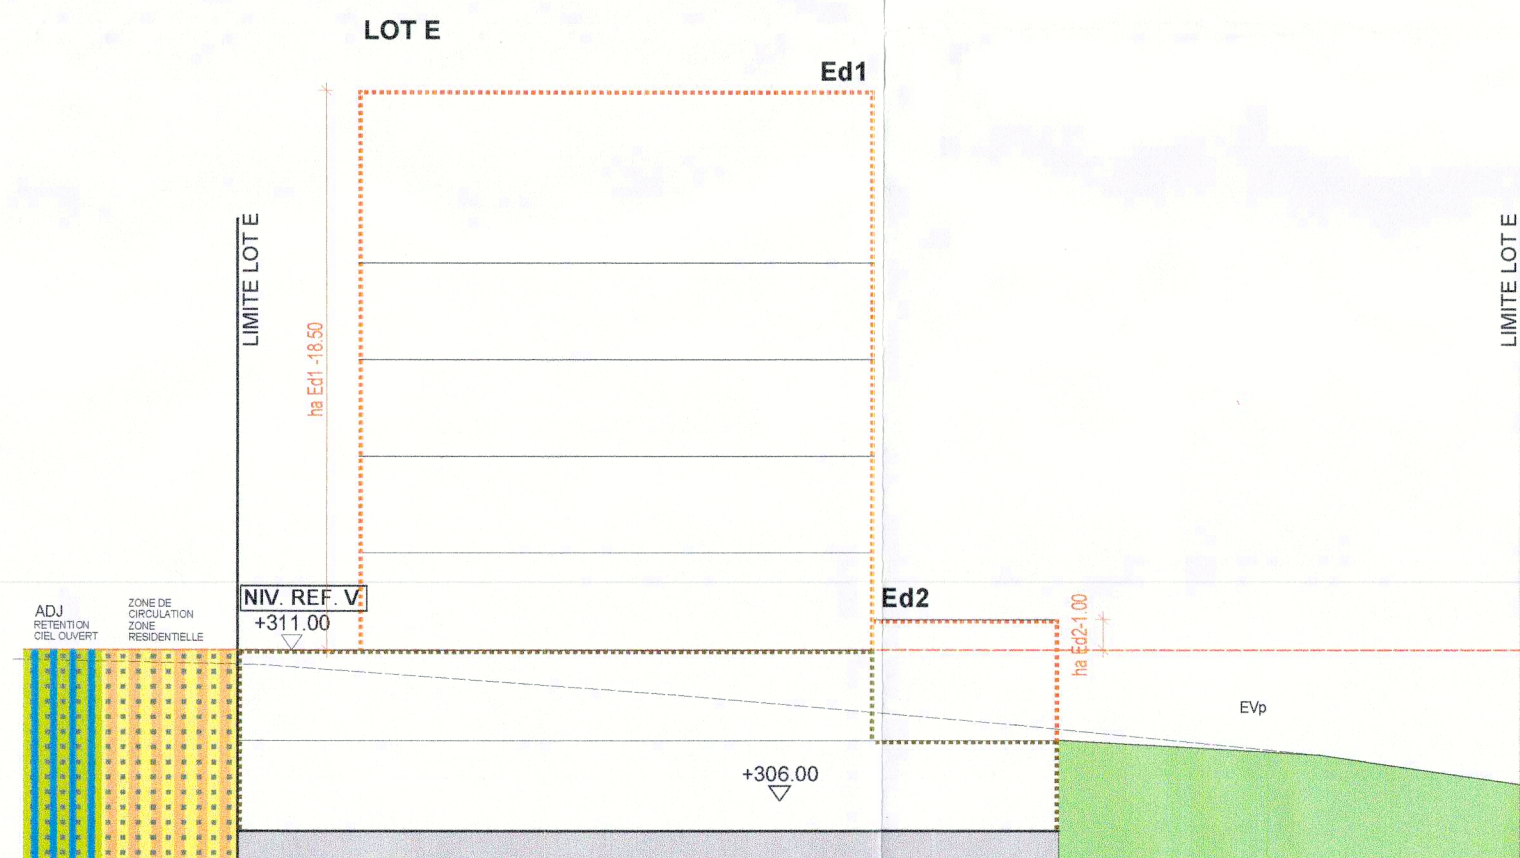 LOT E
Ed1
LIMITE LOT E
LIMITE LOT E
ha Ed1 -18.50
NIV. REF. V
+311.00
ADJ
RETENTION
CIEL OUVERT
ZONE DE
CIRCULATION
ZONE
RESIDENTIELLE
Ed2
ha Ed2-1.00
EVp
+306.00